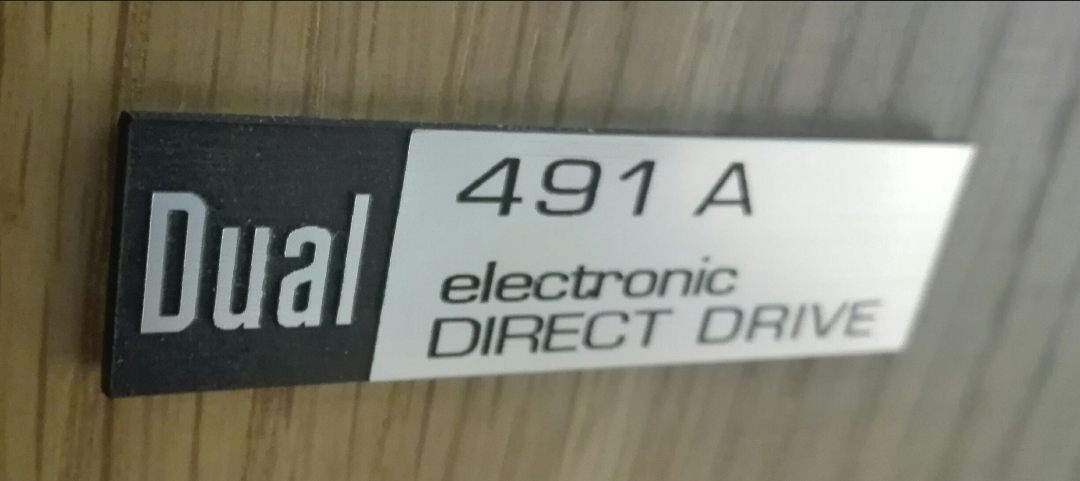 Dual
491 A
electronic
DIRECT DRIVE